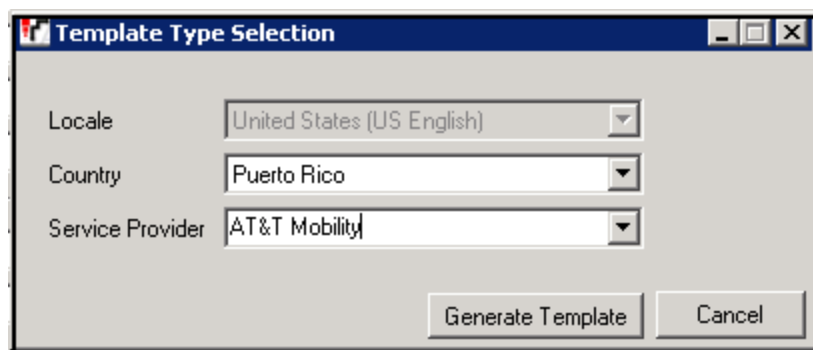 Template Type Selection
Locale United States (US English)
Country Puerto Rico
Service Provider AT&T Mobility
Generate Template Cancel